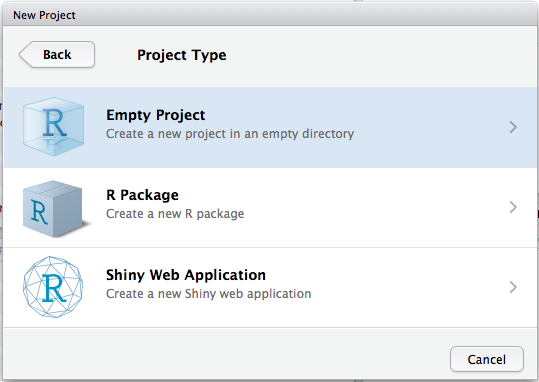 New Project
Back
Project Type
R
Empty Project
Create a new project in an empty directory
R
R Package
Create a new R package
R
Shiny Web Application
Create a new Shiny web application
Cancel